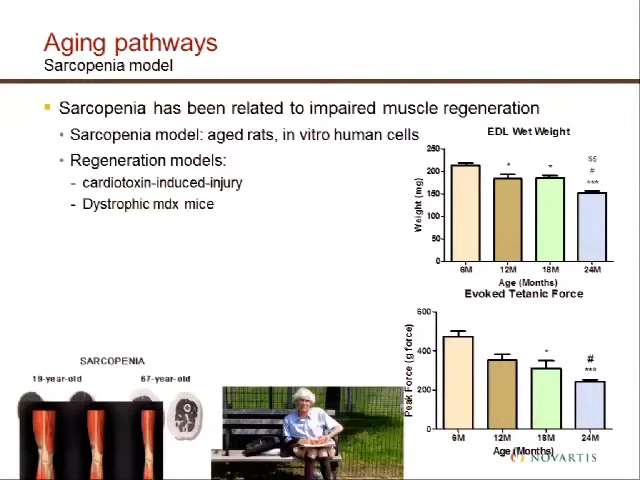 Aging pathways
Sarcopenia model
Sarcopenia has been related to impaired muscle regeneration
Sarcopenia model: aged rats, in vitro human cells
Regeneration models:
- cardiotoxin-induced-injury
- Dystrophic mdx mice
EDL Wet Weight
Weight (mg)
250
200
150
100
50
0
*
*
$$
#
***
6M 12M 18M 24M
Age (Months)
Evoked Tetanic Force
Peak Force (g force)
600
400
200
0
*
#
***
6M 12M 18M 24M
Age (Months)
SARCOPENIA
19-year-old 67-year-old
NOVARTIS